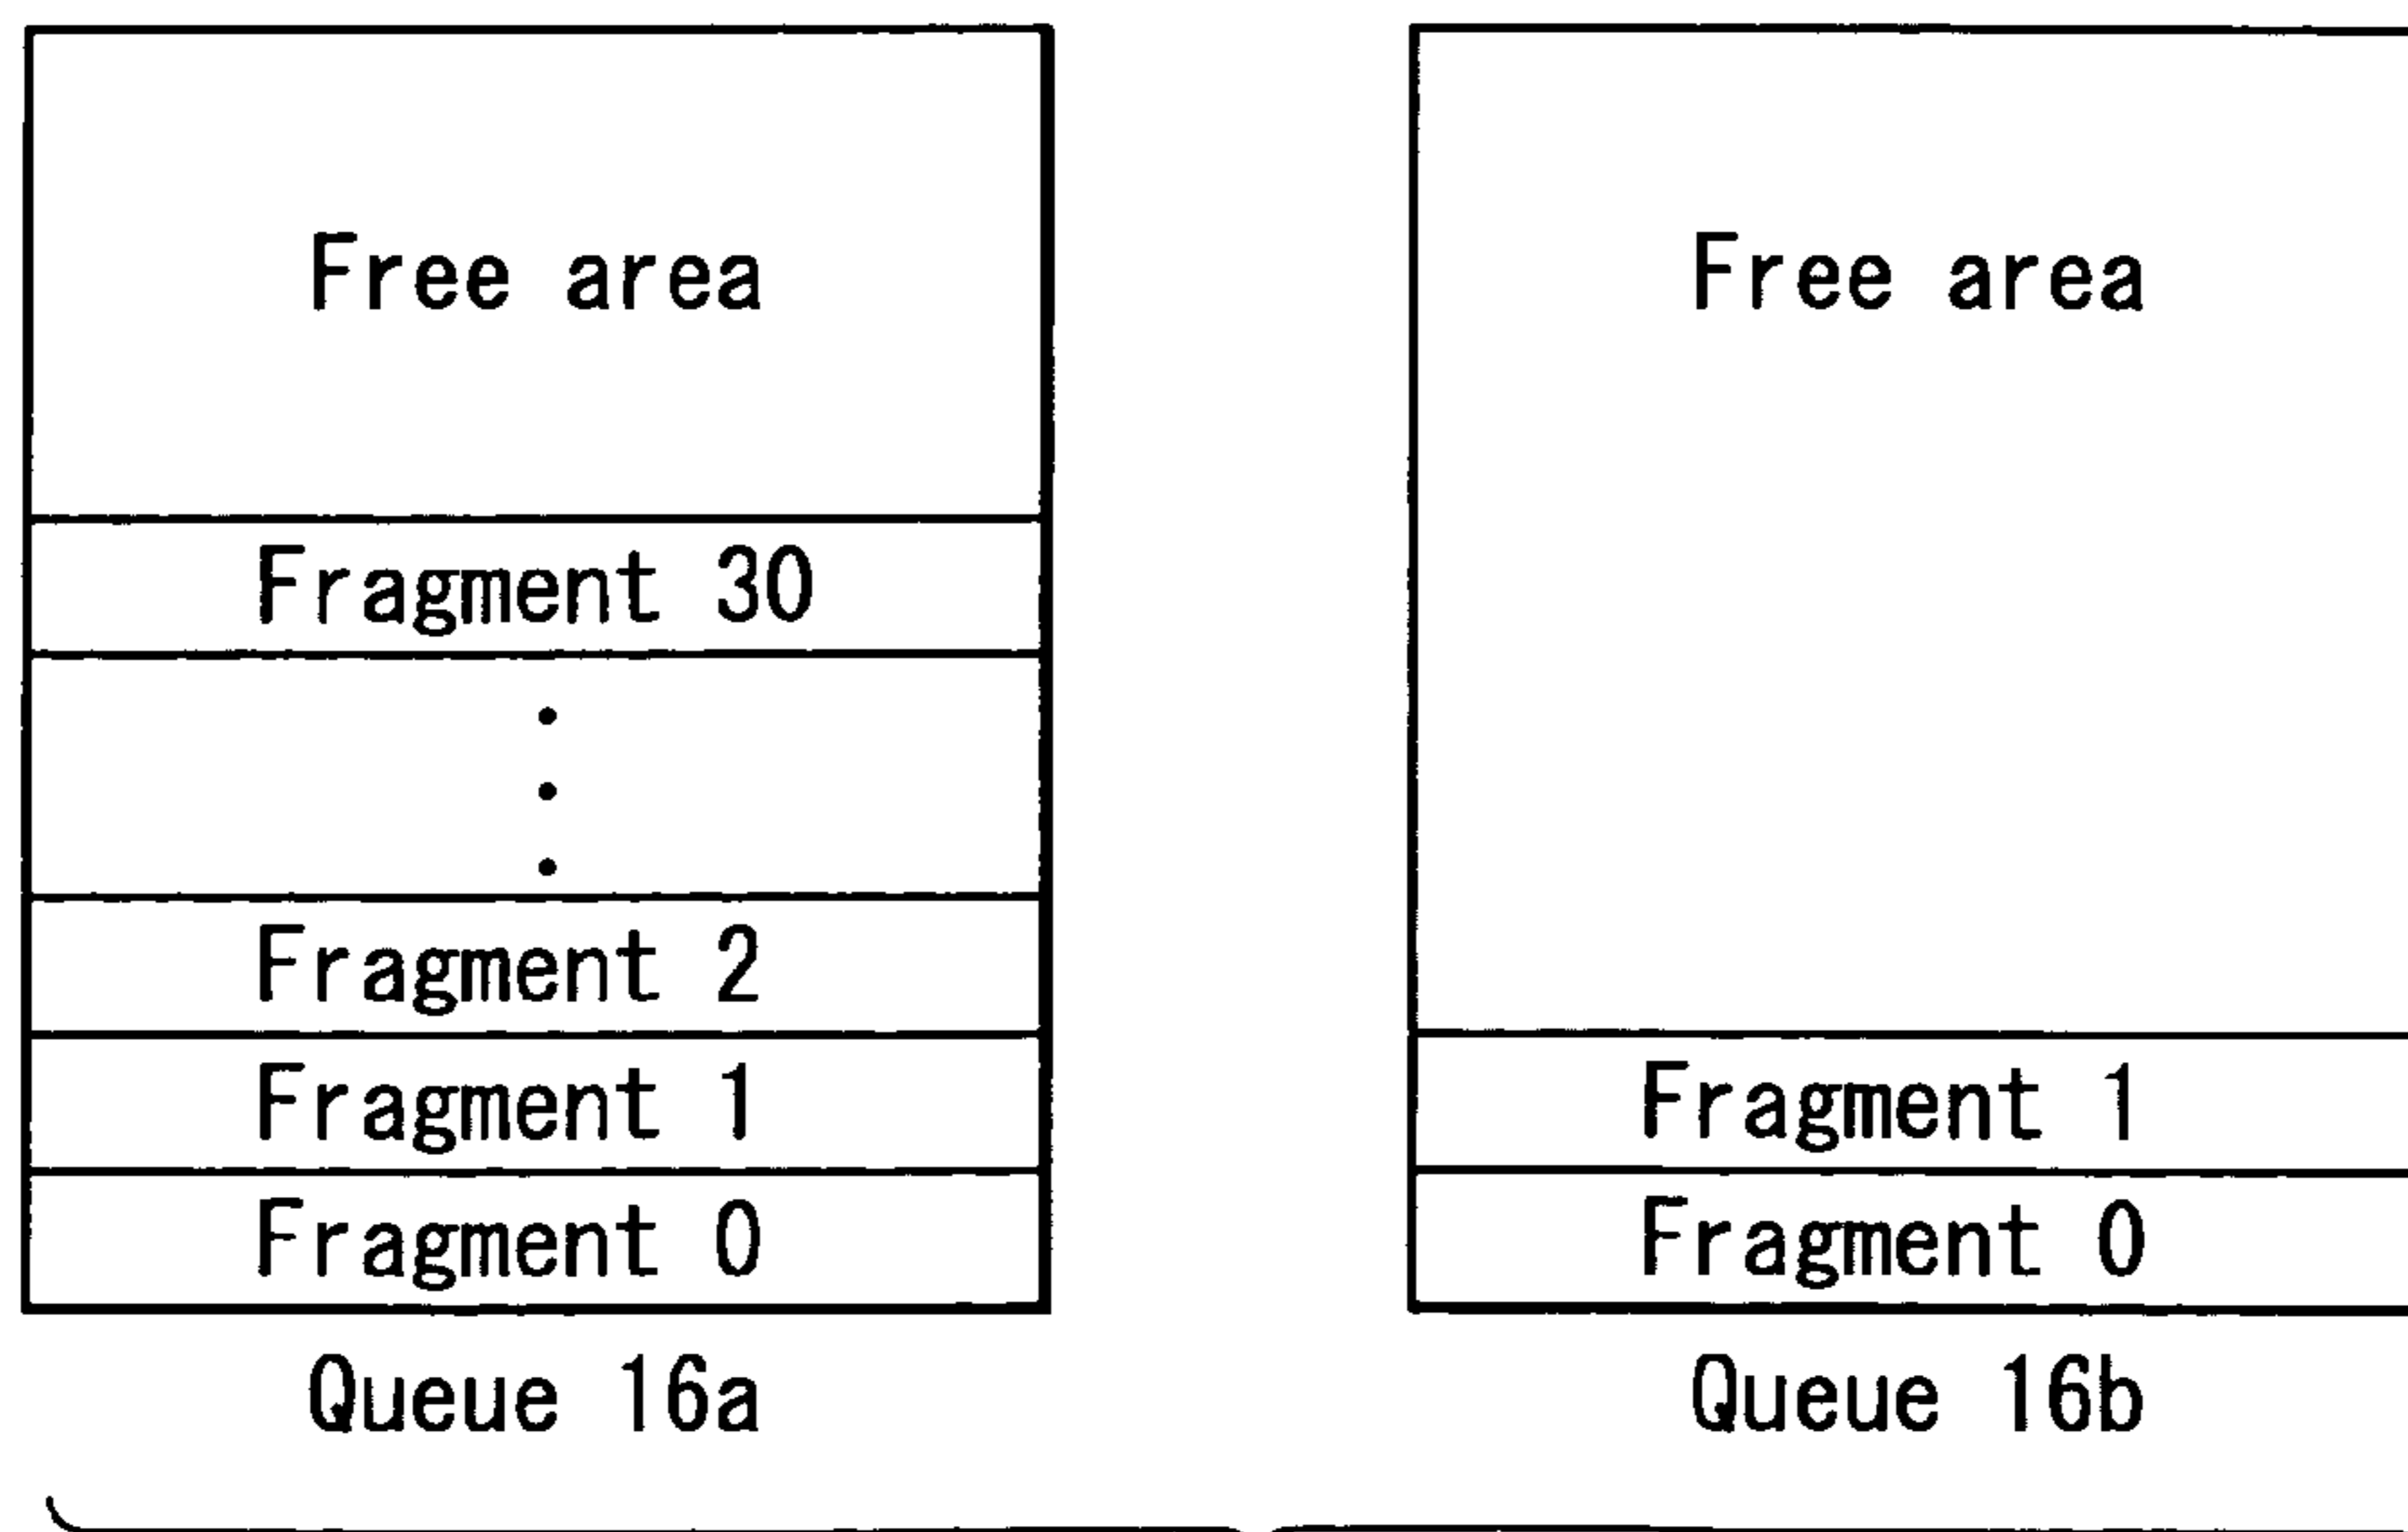 Free area
Fragment 30
.
.
.
Fragment 2
Fragment 1
Fragment 0
Queue 16a
Free area
Fragment 1
Fragment 0
Queue 16b